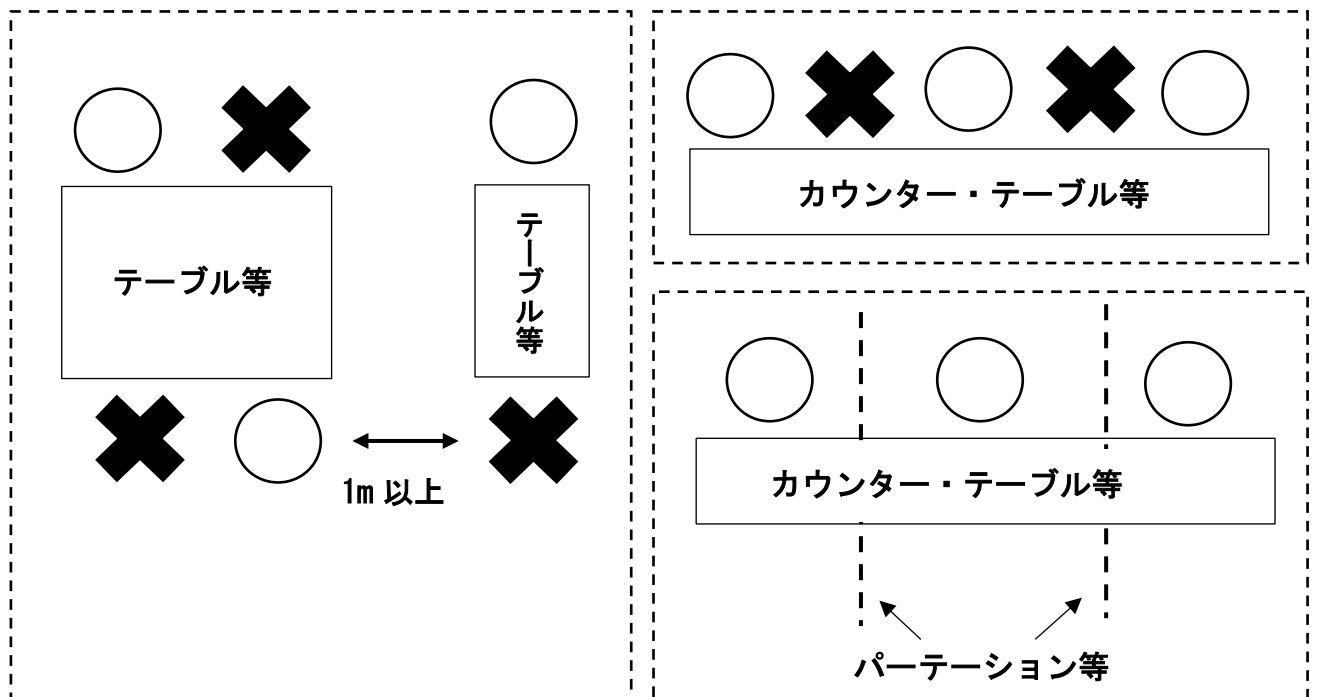 テーブル等
テーブル等
1m 以上
カウンター・テーブル等
カウンター・テーブル等
パーテーション等